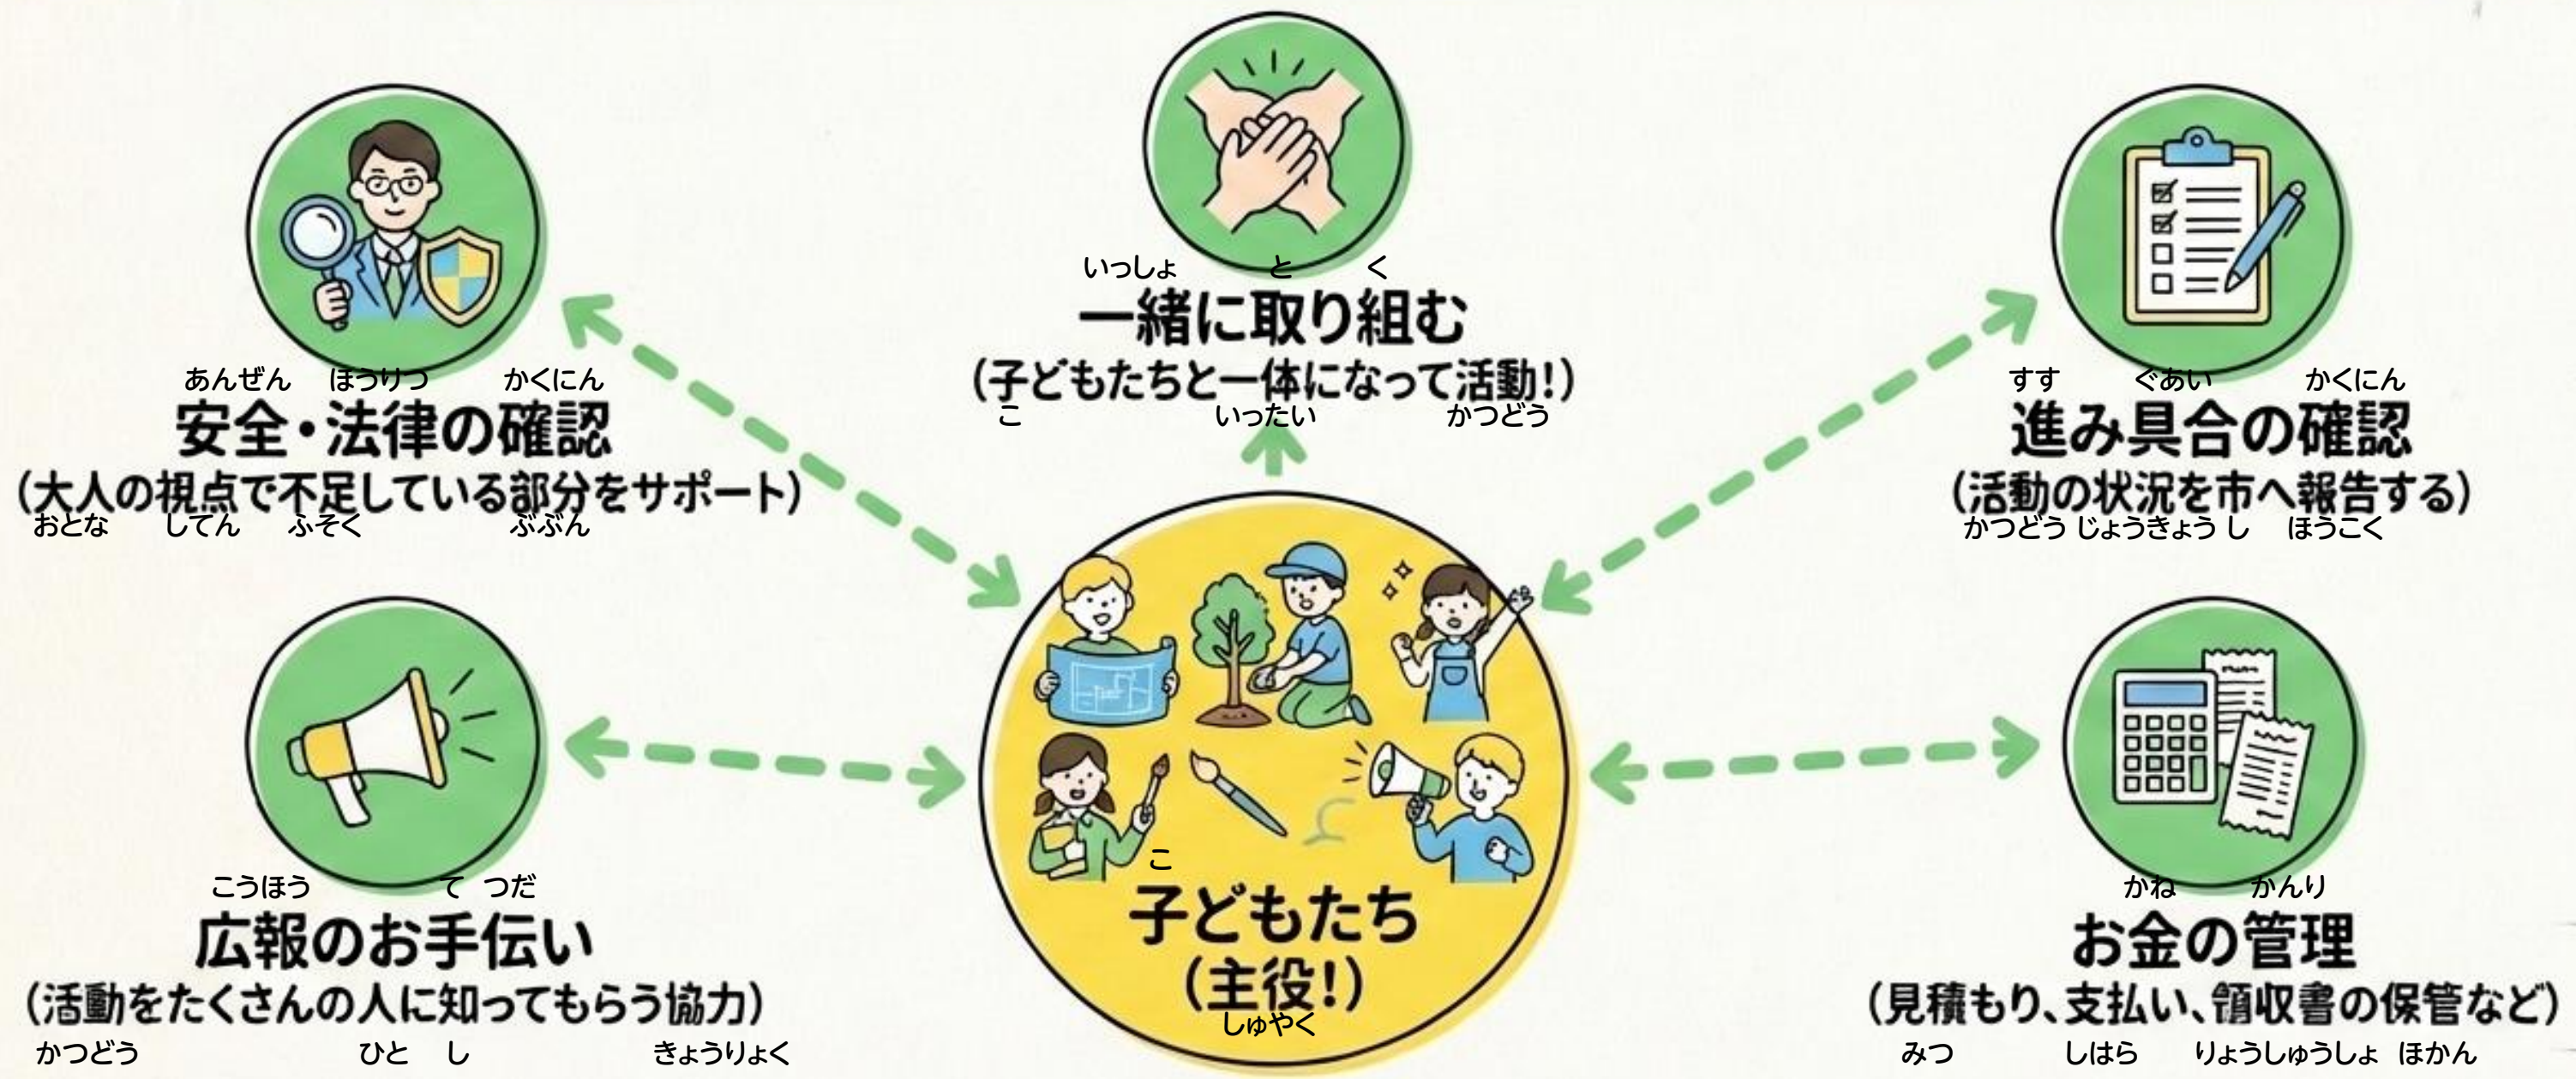 いっしょ と く
一緒に取り組む
(子どもたちと一体になって活動!)
こ いったい かつどう
あんぜん ほうりつ かくにん
安全・法律の確認
(大人の視点で不足している部分をサポート)
おとな してん ふそく ぶぶん
すす ぐあい かくにん
進み具合の確認
(活動の状況を市へ報告する)
かつどう じょうきょう し ほうこく
こうほう て つだ
広報のお手伝い
(活動をたくさんの人に知ってもらう協力)
かつどう ひと し きょうりょく
こ
子どもたち
(主役!)
しゅやく
かね かんり
お金の管理
(見積もり、支払い、領収書の保管など)
みつ しはら りょうしゅうしょ ほかん